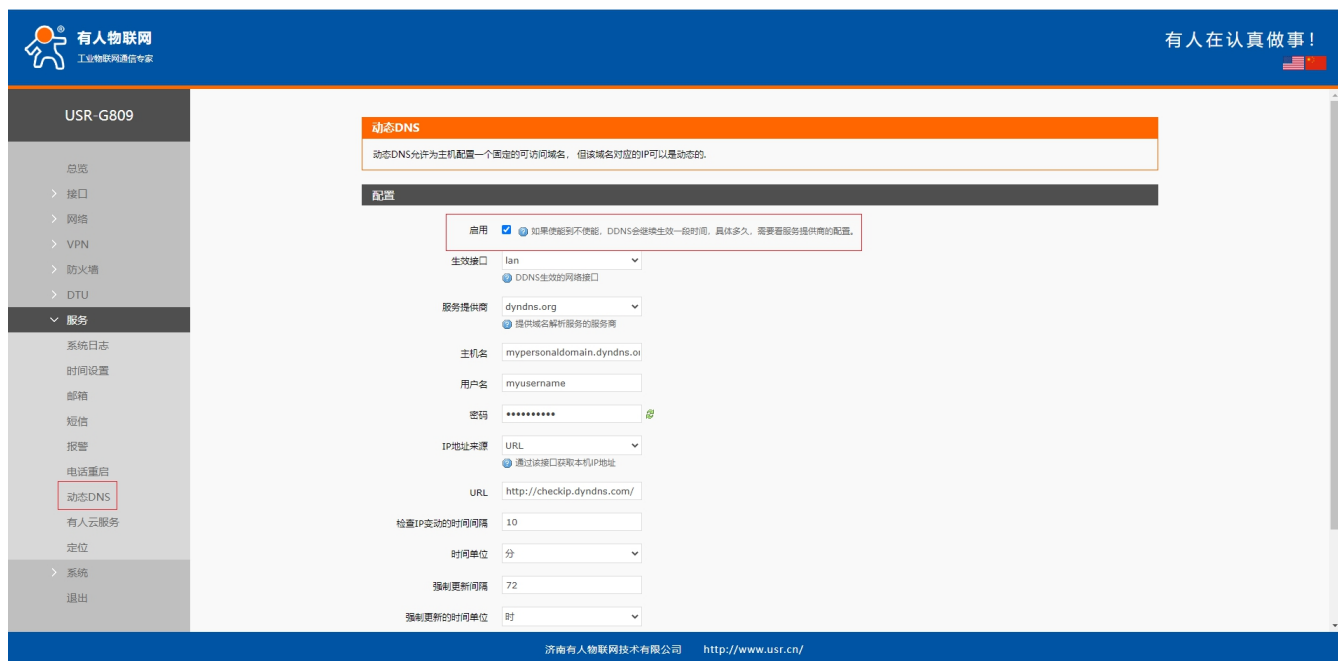 有人物联网
工业物联网通信专家
有人在认真做事！
USR-G809
总览
接口
网络
VPN
防火墙
DTU
服务
系统日志
时间设置
邮箱
短信
报警
电话重启
动态DNS
有人云服务
定位
系统
退出
动态DNS
动态DNS允许为主机配置一个固定的可访问域名， 但该域名对应的IP可以是动态的.
配置
启用 如果使能到不使能，DDNS会继续生效一段时间，具体多久，需要看服务提供商的配置。
生效接口 lan
DDNS生效的网络接口
服务提供商 dyndns.org
提供域名解析服务的服务商
主机名 mypersonaldomain.dyndns.or
用户名 myusername
密码 ••••••••••
IP地址来源 URL
通过该接口获取本机IP地址
URL http://checkip.dyndns.com/
检查IP变动的时间间隔 10
时间单位 分
强制更新间隔 72
强制更新的时间单位 时
济南有人物联网技术有限公司 http://www.usr.cn/